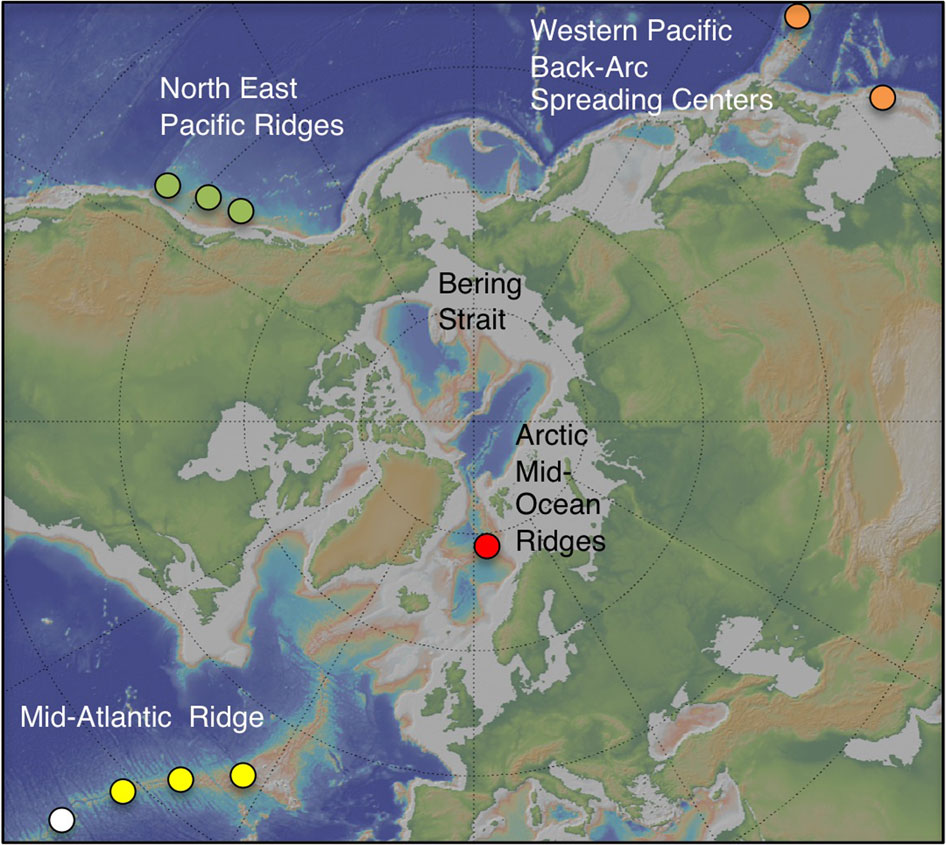 Western Pacific
Back-Arc
Spreading Centers
North East
Pacific Ridges
Bering
Strait
Arctic
Mid-
Ocean
Ridges
Mid-Atlantic Ridge